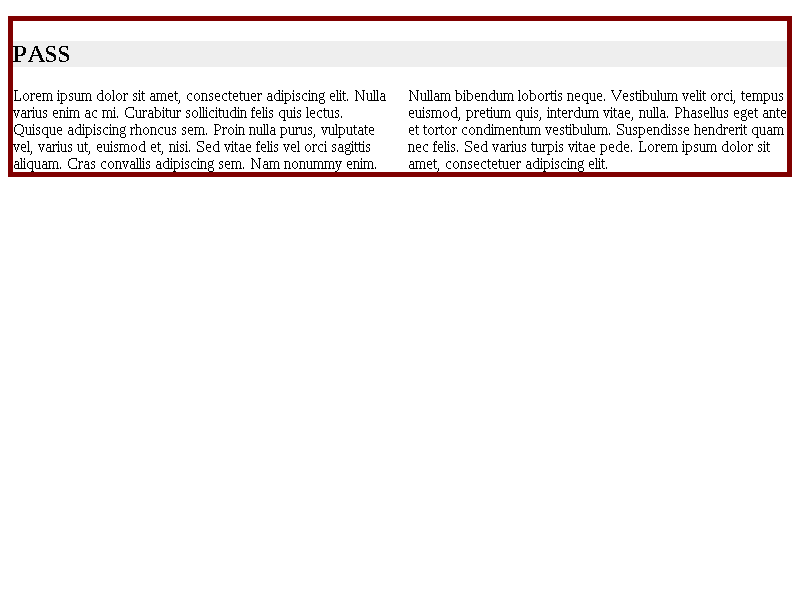 PASS
Lorem ipsum dolor sit amet, consectetuer adipiscing elit. Nulla
varius enim ac mi. Curabitur sollicitudin felis quis lectus.
Quisque adipiscing rhoncus sem. Proin nulla purus, vulputate
vel, varius ut, euismod et, nisi. Sed vitae felis vel orci sagittis
aliquam. Cras convallis adipiscing sem. Nam nonummy enim.
Nullam bibendum lobortis neque. Vestibulum velit orci, tempus
euismod, pretium quis, interdum vitae, nulla. Phasellus eget ante
et tortor condimentum vestibulum. Suspendisse hendrerit quam
nec felis. Sed varius turpis vitae pede. Lorem ipsum dolor sit
amet, consectetuer adipiscing elit.